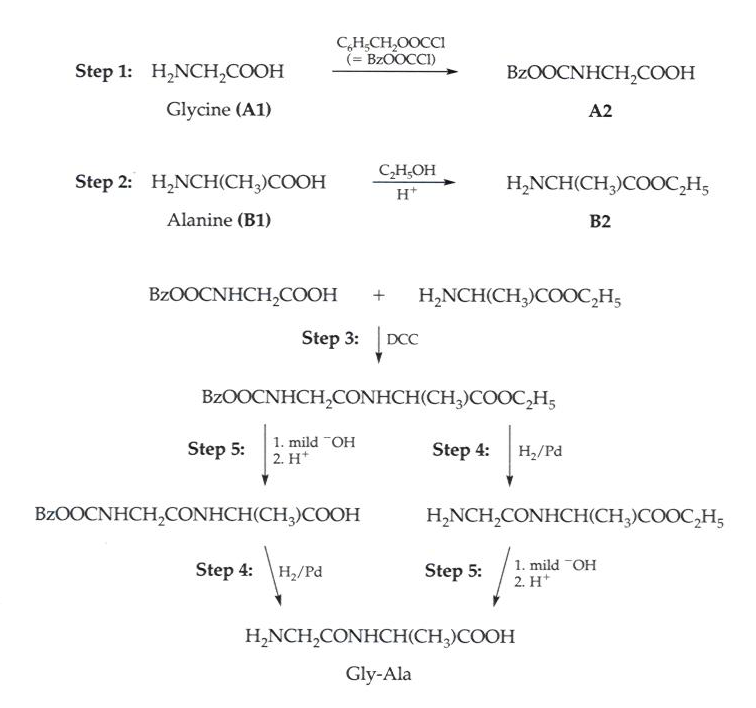 C₆H₅CH₂OOCCl
(= BzOOCCl)
Step 1: H₂NCH₂COOH BzOOCNHCH₂COOH
Glycine (A1) A2
C₂H₅OH
Step 2: H₂NCH(CH₃)COOH H₂NCH(CH₃)COOC₂H₅
H⁺
Alanine (B1) B2
BzOOCNHCH₂COOH + H₂NCH(CH₃)COOC₂H₅
Step 3: DCC
BzOOCNHCH₂CONHCH(CH₃)COOC₂H₅
Step 5: 1. mild ⁻OH
2. H⁺
Step 4: H₂/Pd
BzOOCNHCH₂CONHCH(CH₃)COOH H₂NCH₂CONHCH(CH₃)COOC₂H₅
Step 4: H₂/Pd
Step 5: 1. mild ⁻OH
2. H⁺
H₂NCH₂CONHCH(CH₃)COOH
Gly-Ala